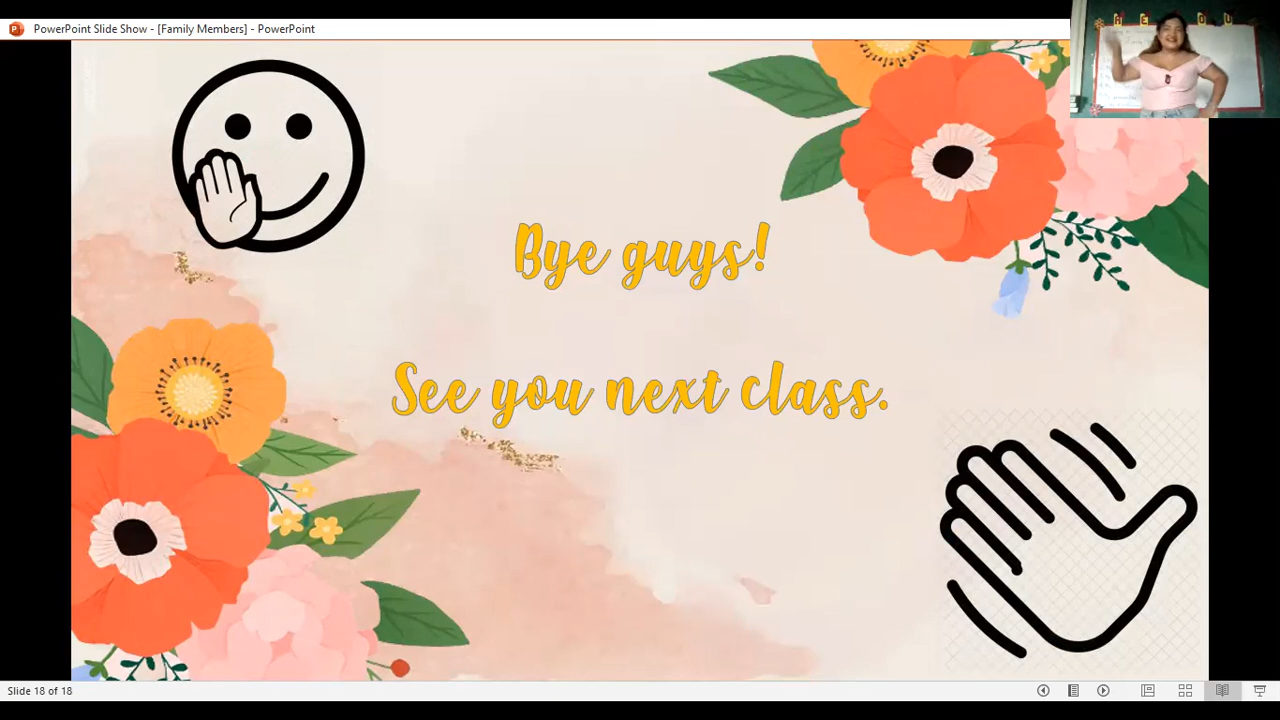 PowerPoint Slide Show - [Family Members] - PowerPoint
A E I O U
Bye guys!
See you next class.
Slide 18 of 18